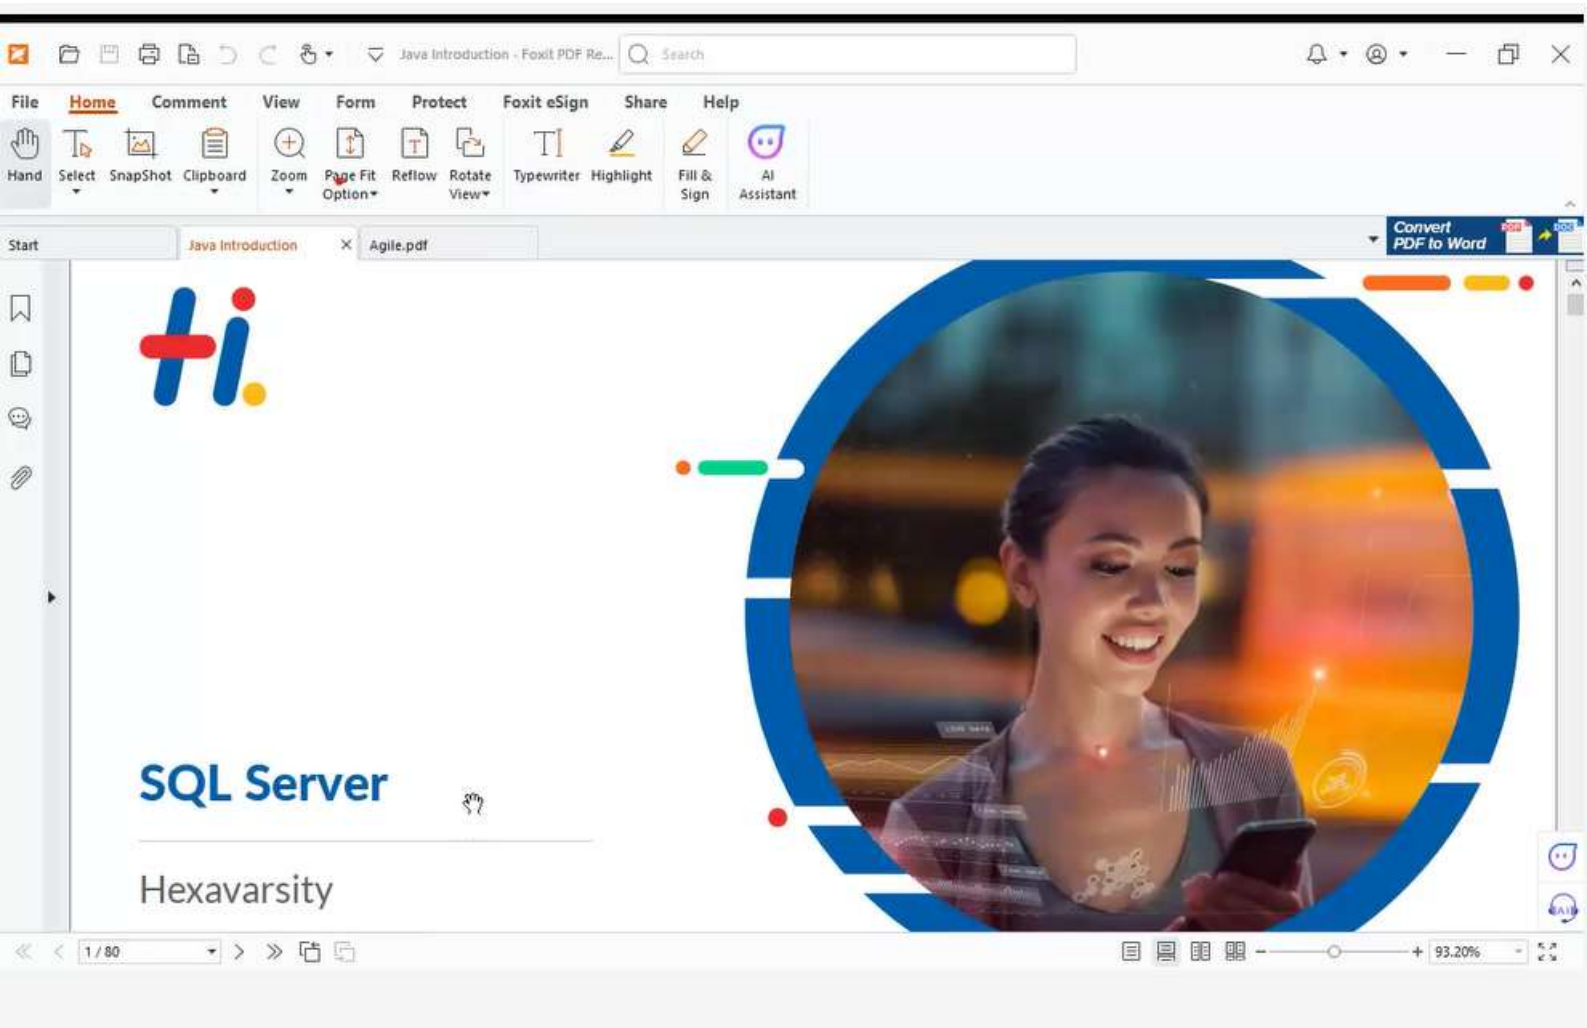 Java Introduction - Foxit PDF Re...
Search
File Home Comment View Form Protect Foxit eSign Share Help
Hand Select SnapShot Clipboard Zoom Page Fit Option Reflow Rotate View Typewriter Highlight Fill & Sign AI Assistant
Start Java Introduction Agile.pdf
Convert
PDF to Word
Hi.
SQL Server
Hexavarsity
1 / 80
93.20%